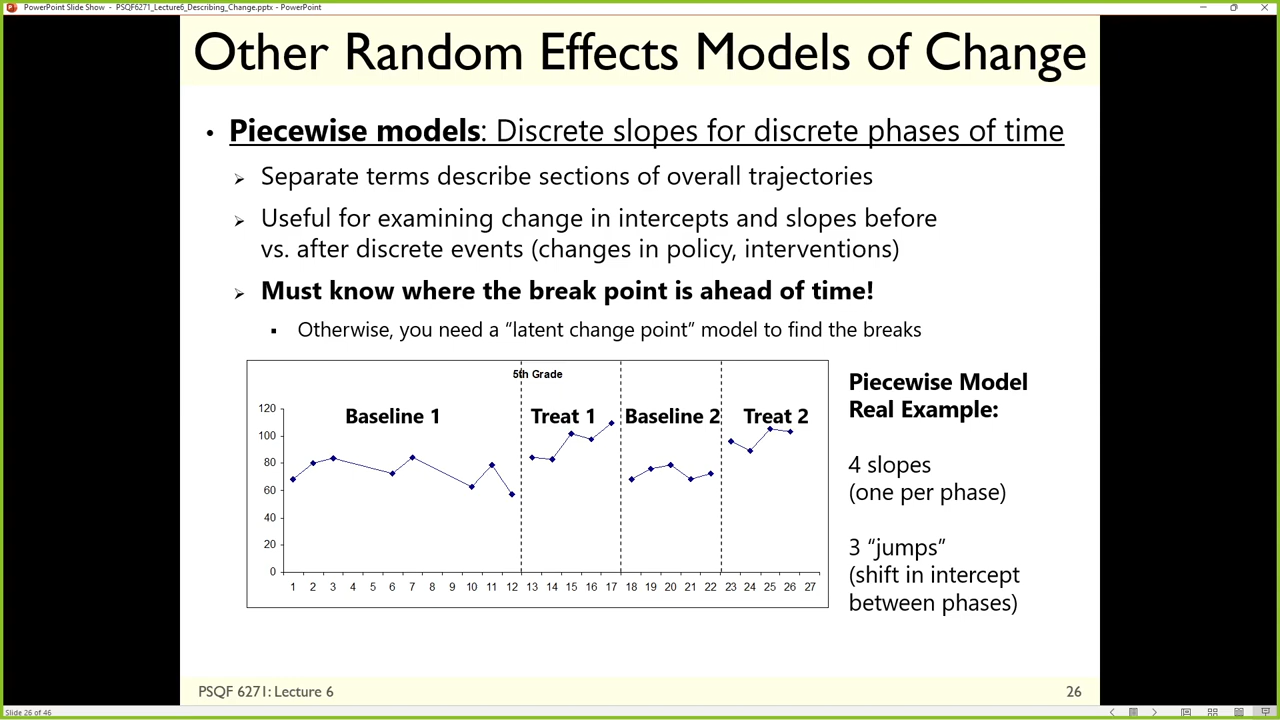 PowerPoint Slide Show - PSQF6271_Lecture6_Describing_Change.pptx - PowerPoint
Other Random Effects Models of Change
• Piecewise models: Discrete slopes for discrete phases of time
Separate terms describe sections of overall trajectories
Useful for examining change in intercepts and slopes before
vs. after discrete events (changes in policy, interventions)
Must know where the break point is ahead of time!
Otherwise, you need a “latent change point” model to find the breaks
5th Grade
Baseline 1 Treat 1 Baseline 2 Treat 2
120
100
80
60
40
20
0
1 2 3 4 5 6 7 8 9 10 11 12 13 14 15 16 17 18 19 20 21 22 23 24 25 26 27
Piecewise Model
Real Example:
4 slopes
(one per phase)
3 “jumps”
(shift in intercept
between phases)
PSQF 6271: Lecture 6
26
Slide 26 of 46